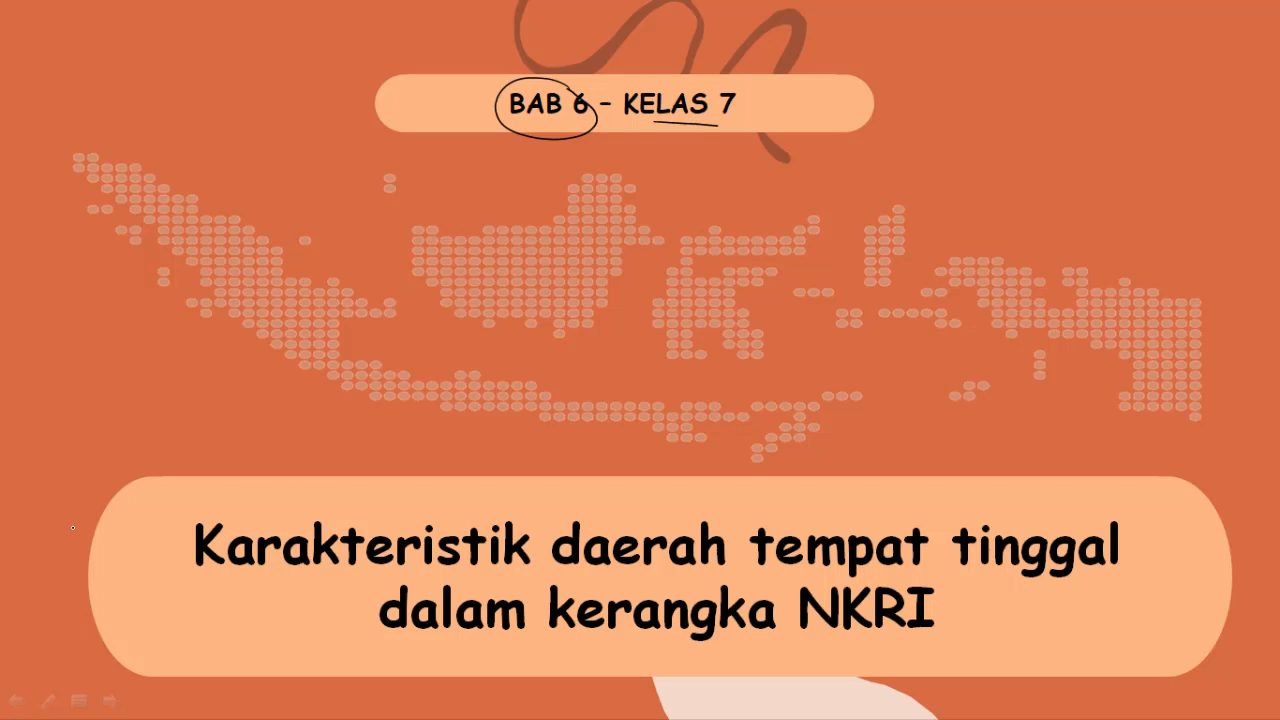 BAB 6 – KELAS 7
Karakteristik daerah tempat tinggal
dalam kerangka NKRI